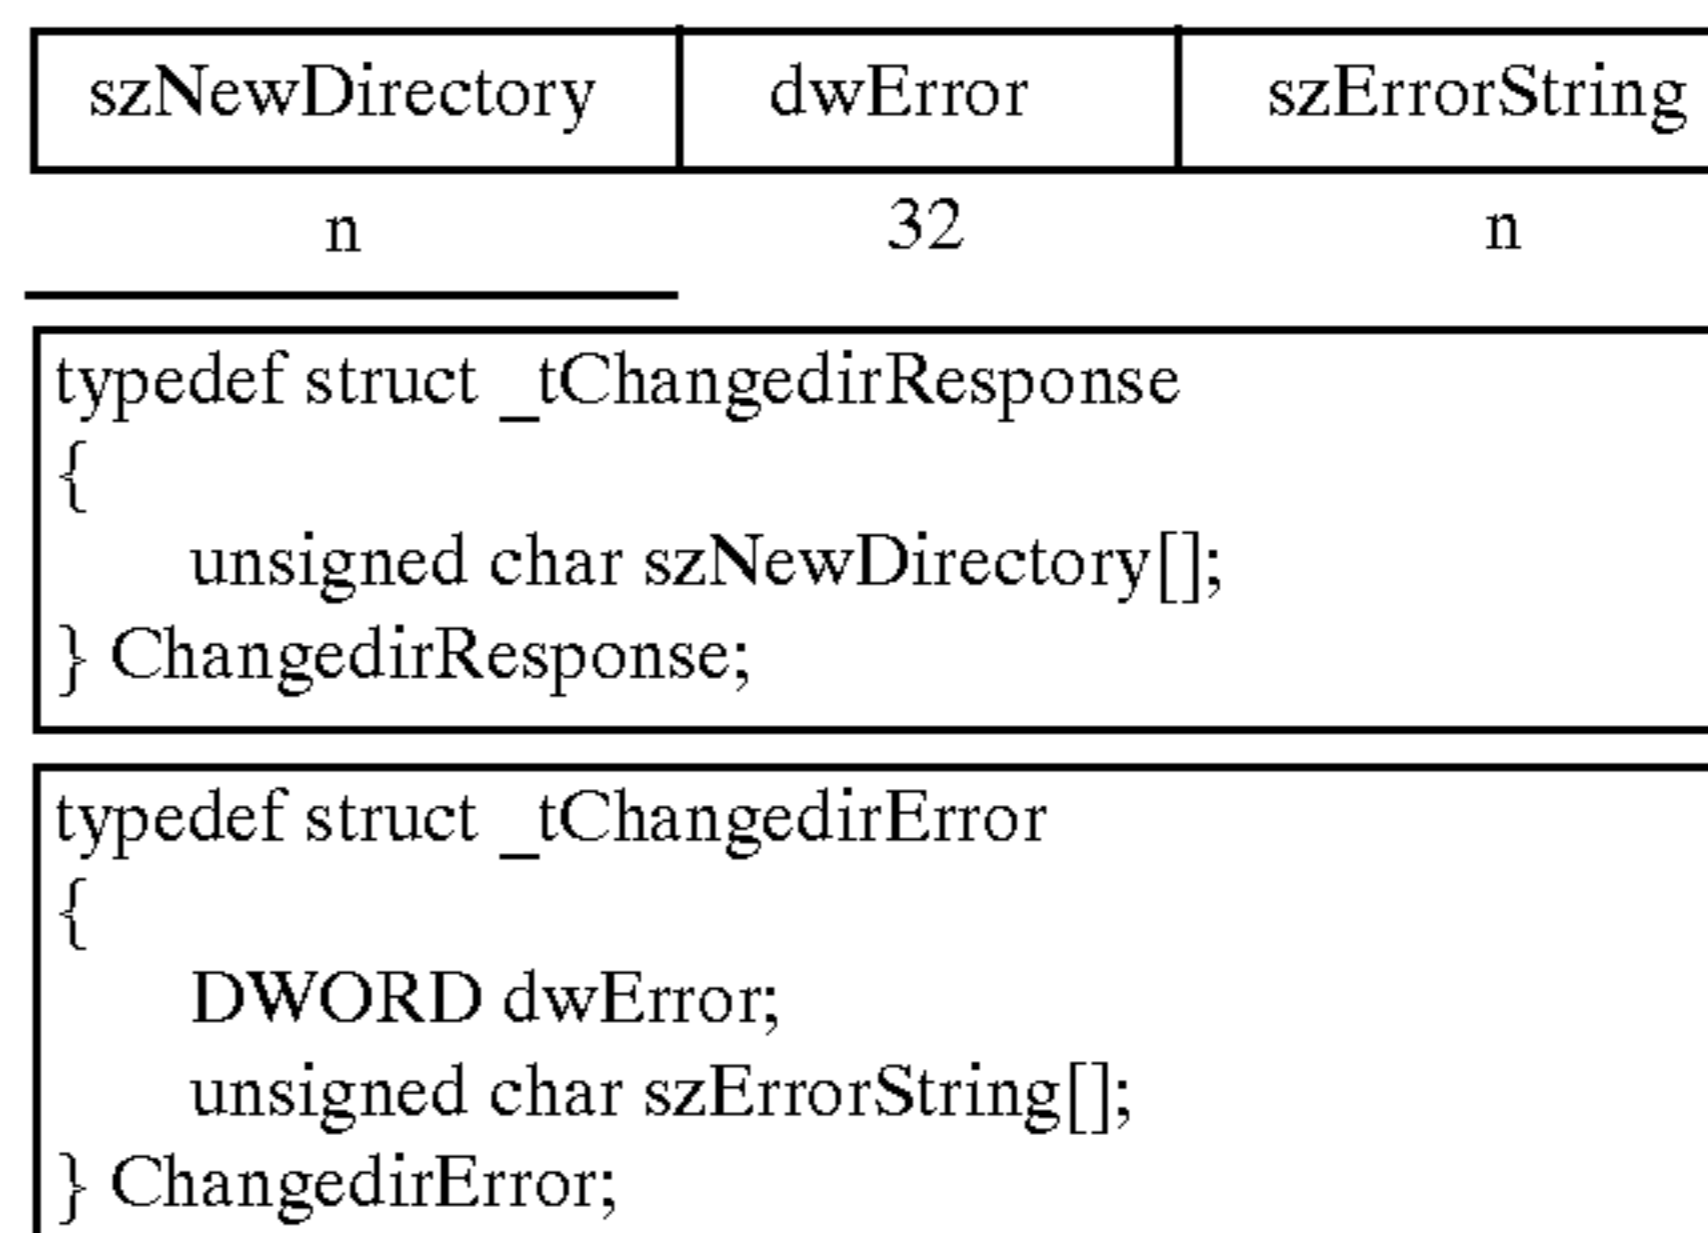 szNewDirectory dwError szErrorString
n 32 n
typedef struct _tChangedirResponse
{
unsigned char szNewDirectory[];
} ChangedirResponse;
typedef struct _tChangedirError
{
DWORD dwError;
unsigned char szErrorString[];
} ChangedirError;